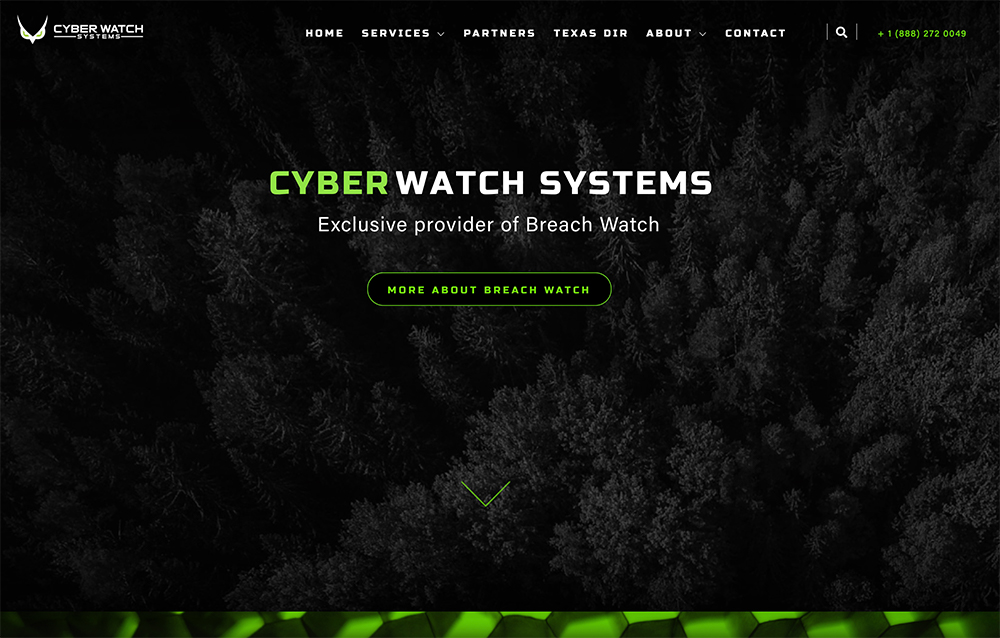 CYBER WATCH
SYSTEMS
HOME SERVICES PARTNERS TEXAS DIR ABOUT CONTACT + 1 (888) 272 0049
CYBER WATCH SYSTEMS
Exclusive provider of Breach Watch
MORE ABOUT BREACH WATCH